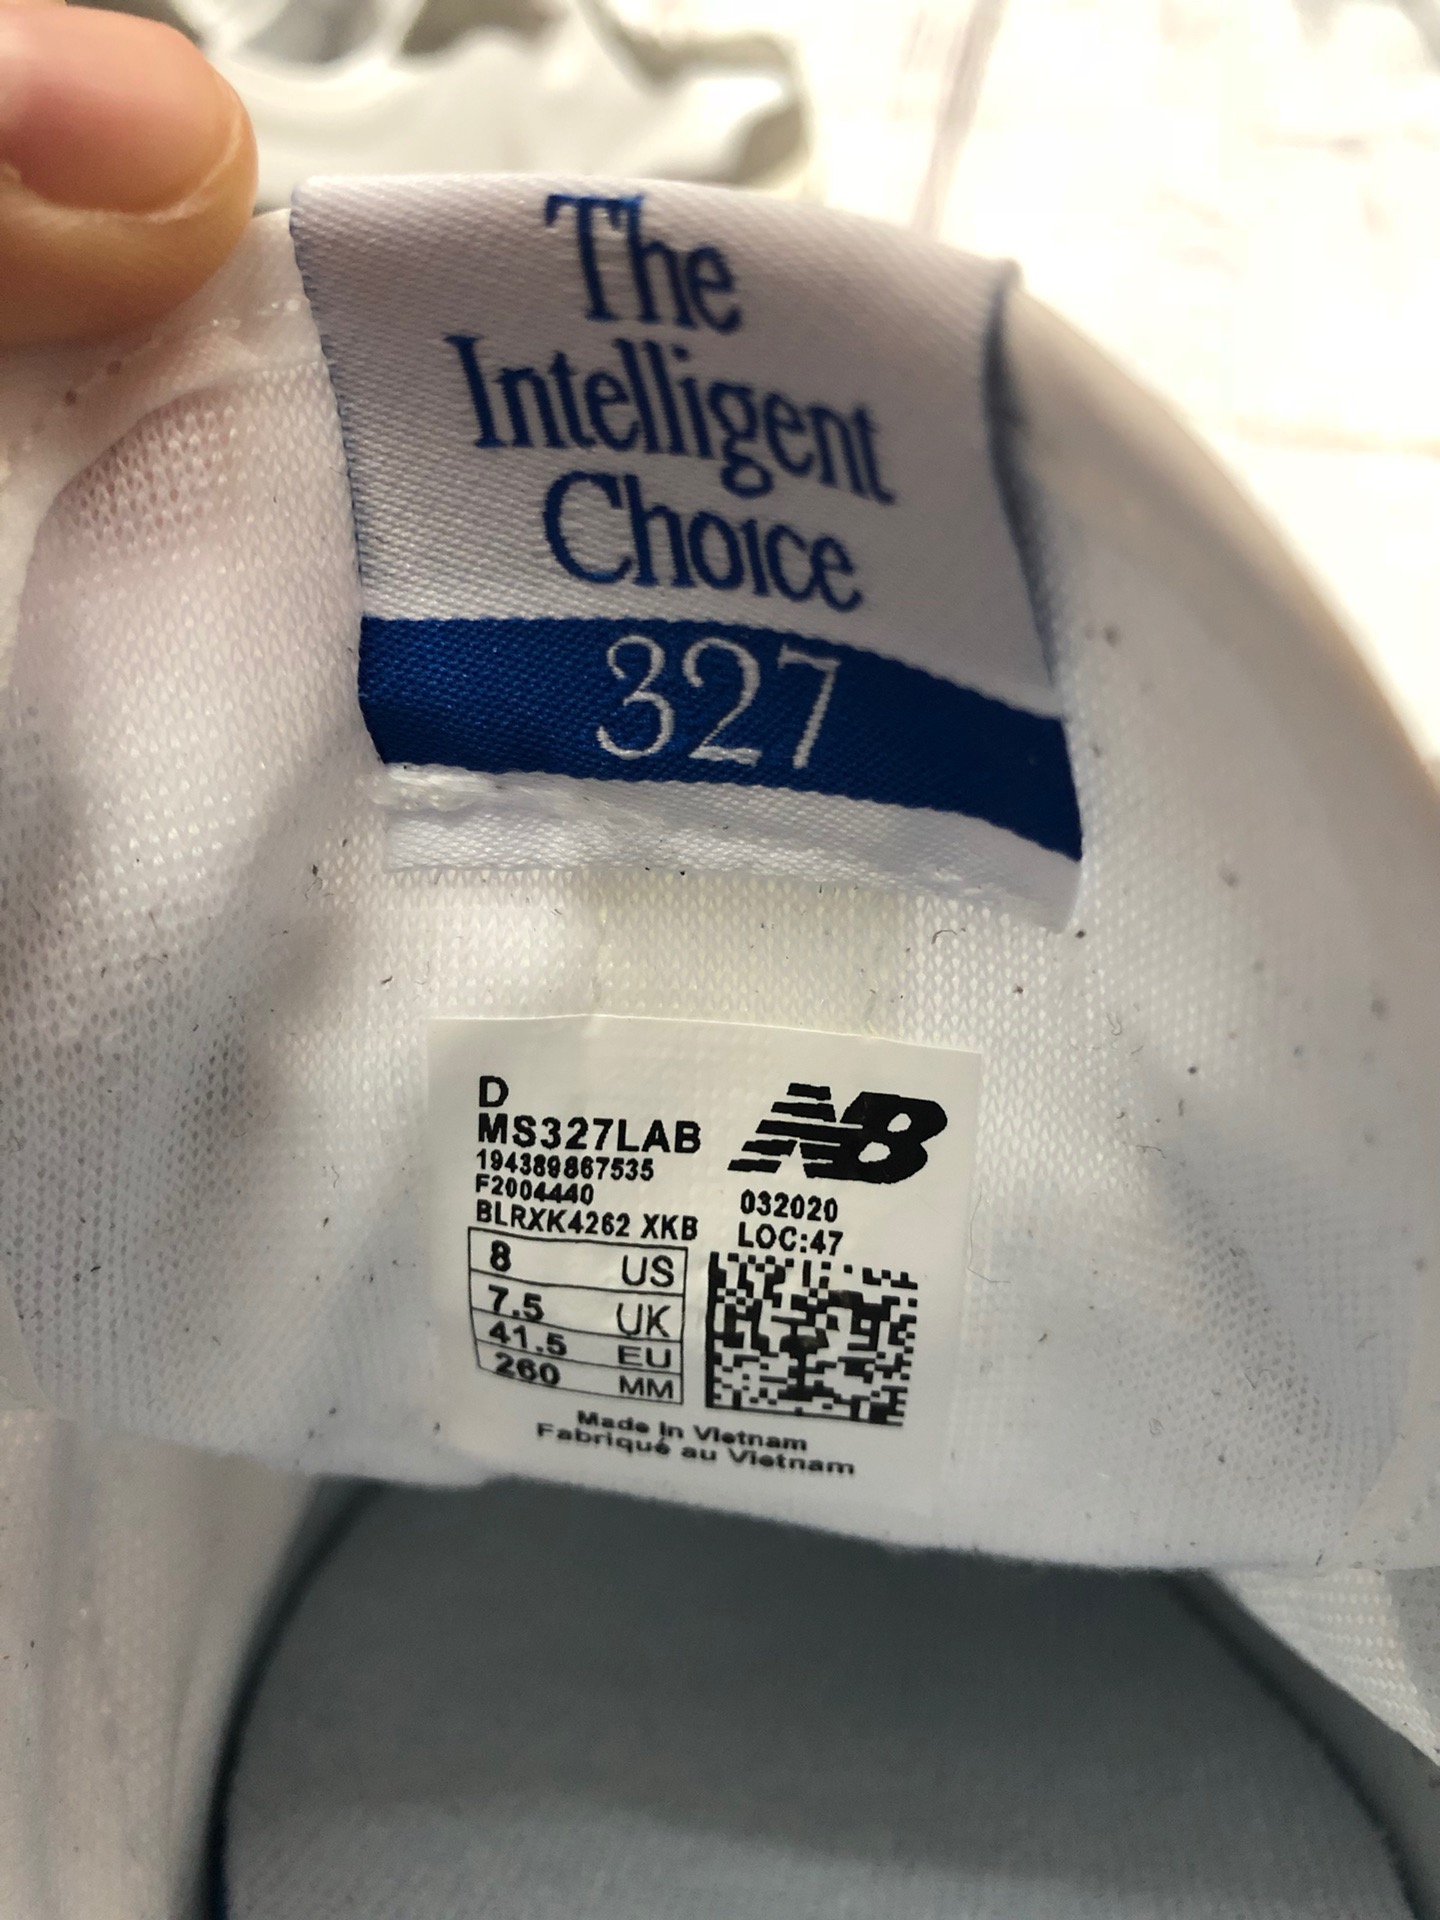 The
Intelligent
Choice
327
D
MS327LAB
194389867535
F2004440
BLRXK4262 XKB
8 US
7.5 UK
41.5 EU
260 MM
NB
032020
LOC:47
Made In Vietnam
Fabriqué au Vietnam